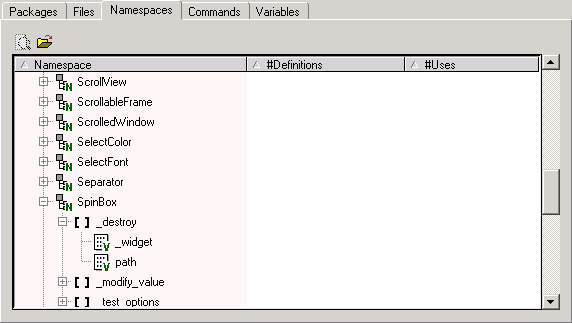 Packages Files Namespaces Commands Variables
Namespace #Definitions #Uses
ScrollView
ScrollableFrame
ScrolledWindow
SelectColor
SelectFont
Separator
SpinBox
[ ] _destroy
_widget
path
[ ] _modify_value
[ ] _test_options